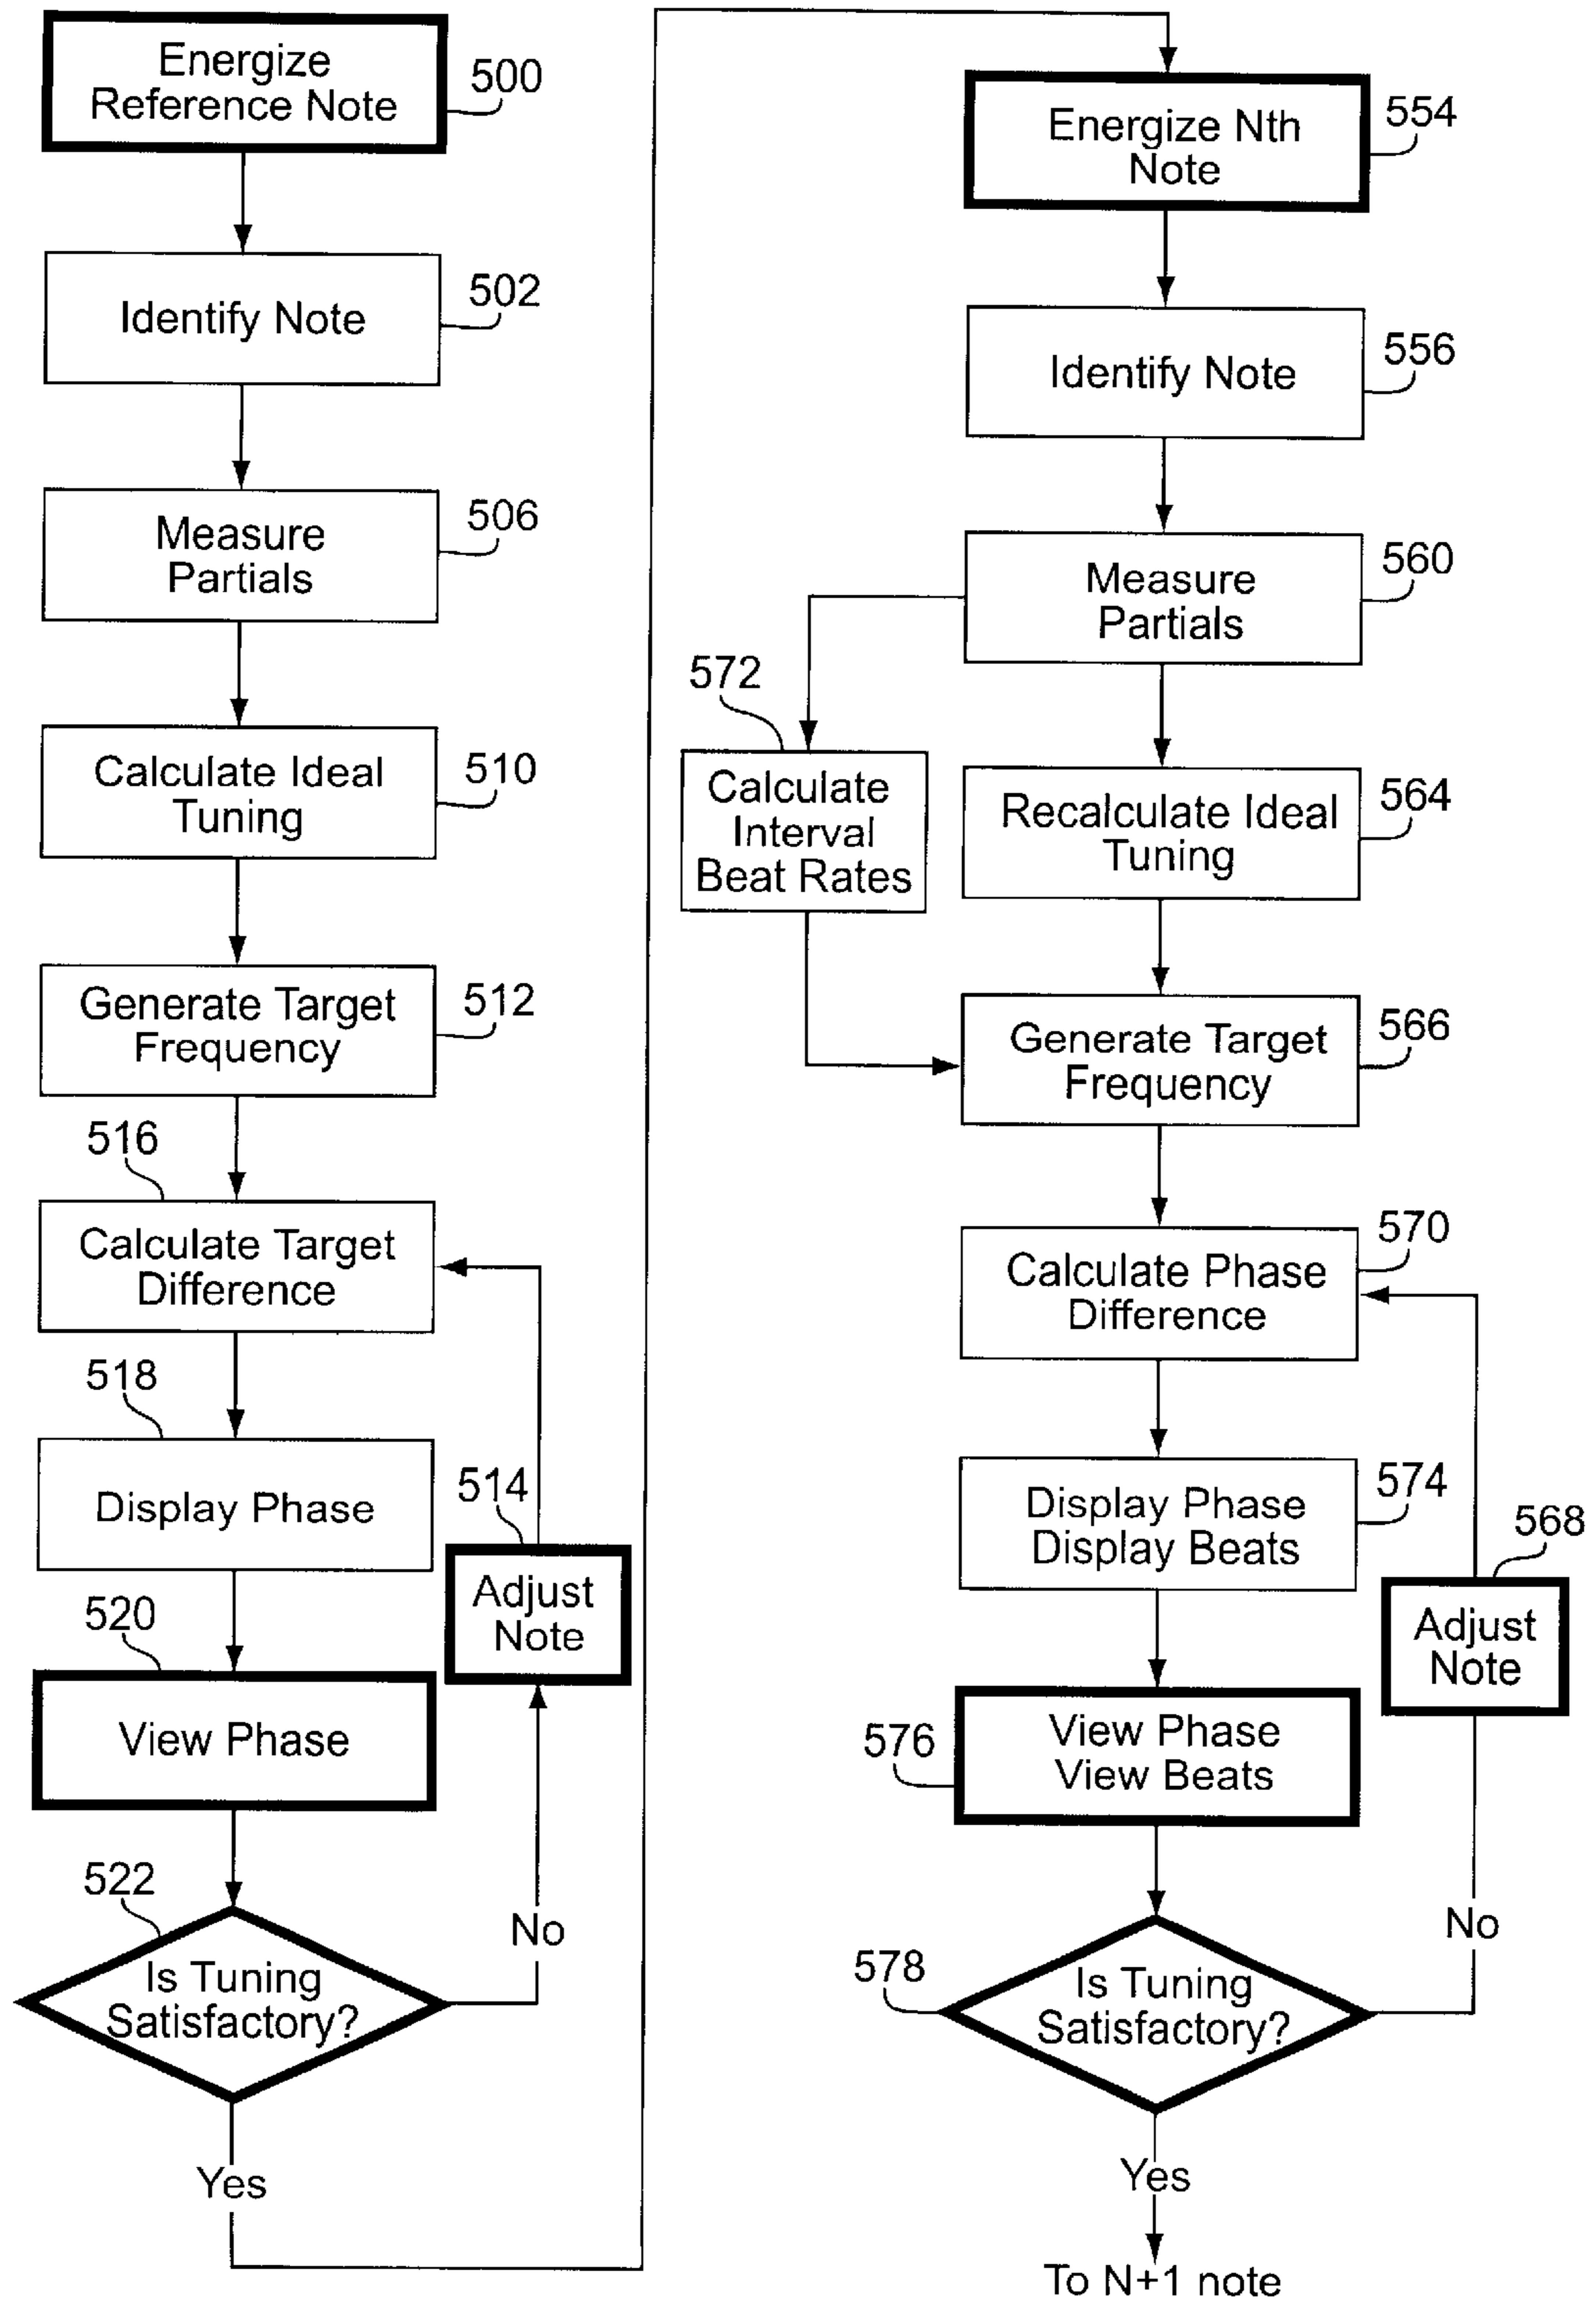 Energize
Reference Note
500
Identify Note
502
Measure
Partials
506
Calculate Ideal
Tuning
510
Generate Target
Frequency
512
516
Calculate Target
Difference
518
Display Phase
514
Adjust
Note
520
View Phase
522
Is Tuning
Satisfactory?
No
Yes
Energize Nth
Note
554
Identify Note
556
Measure
Partials
560
572
Calculate
Interval
Beat Rates
Recalculate Ideal
Tuning
564
Generate Target
Frequency
566
Calculate Phase
Difference
570
Display Phase
Display Beats
574
568
Adjust
Note
576
View Phase
View Beats
578
Is Tuning
Satisfactory?
No
Yes
To N+1 note